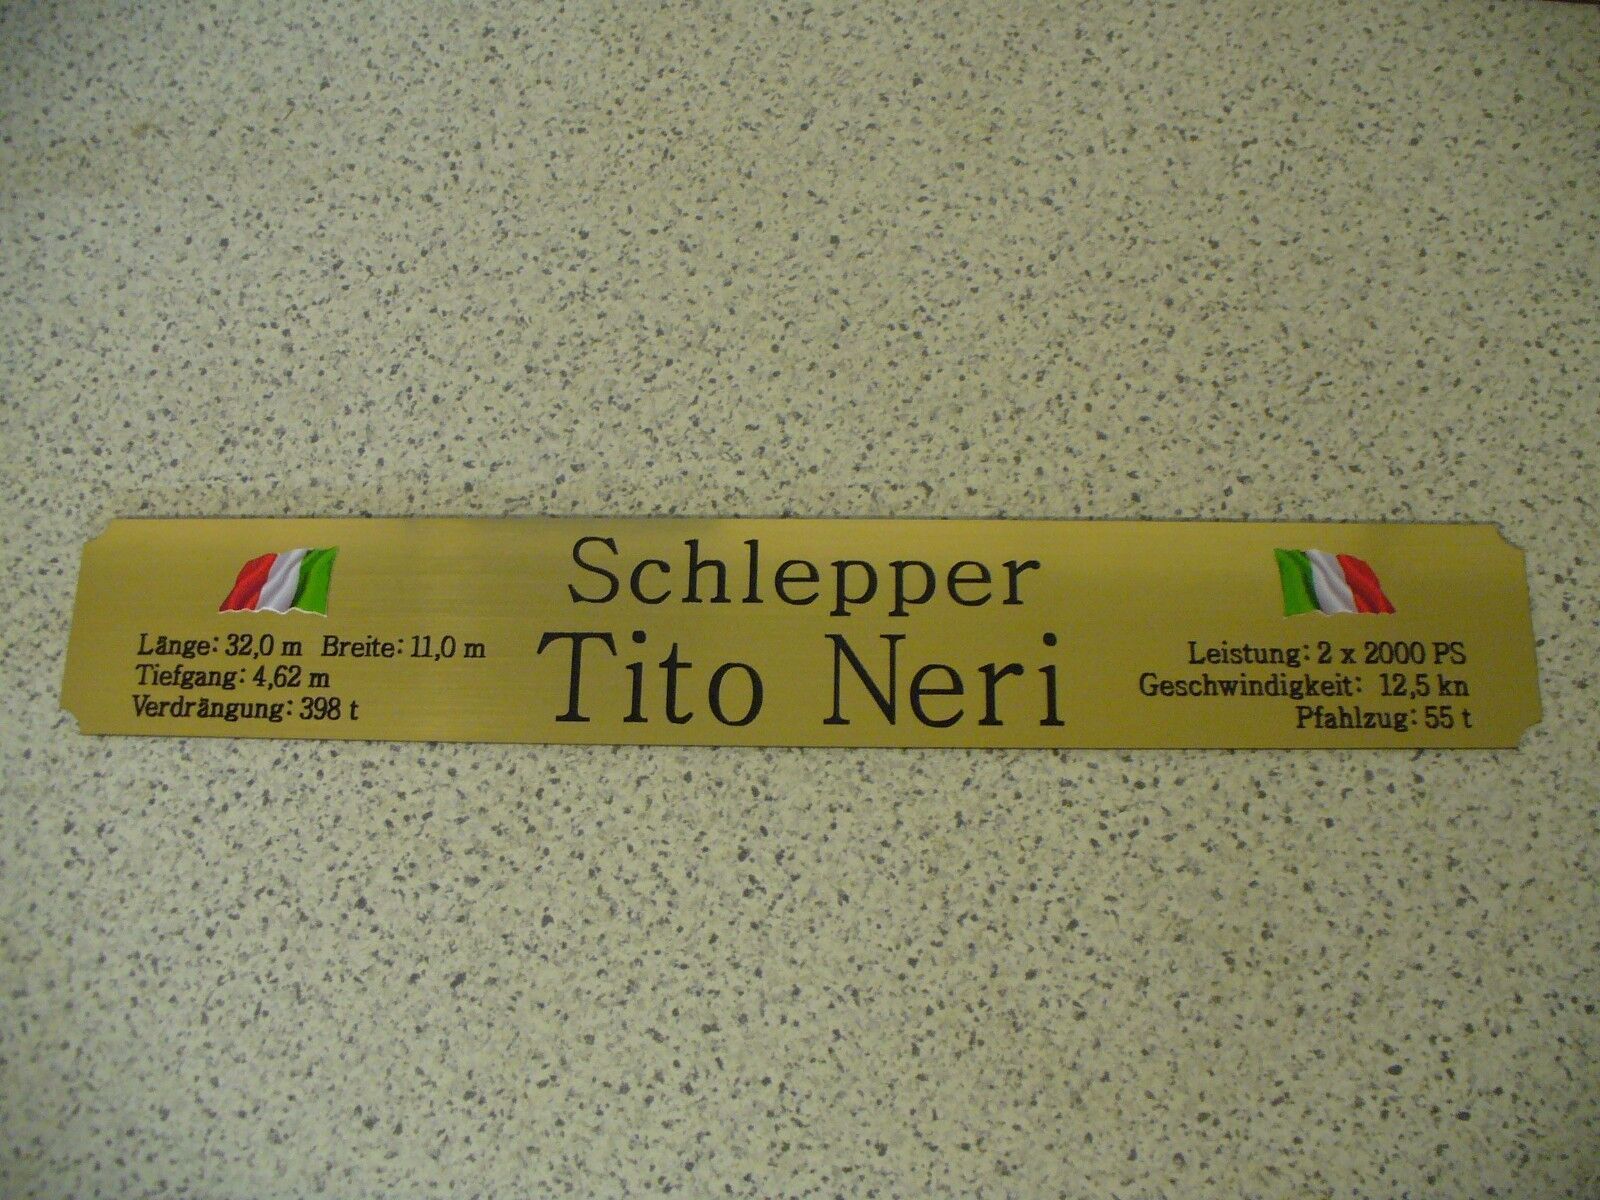 Schlepper
Tito Neri
Länge: 32,0 m Breite: 11,0 m
Tiefgang: 4,62 m
Verdrängung: 398 t
Leistung: 2 x 2000 PS
Geschwindigkeit: 12,5 kn
Pfahlzug: 55 t